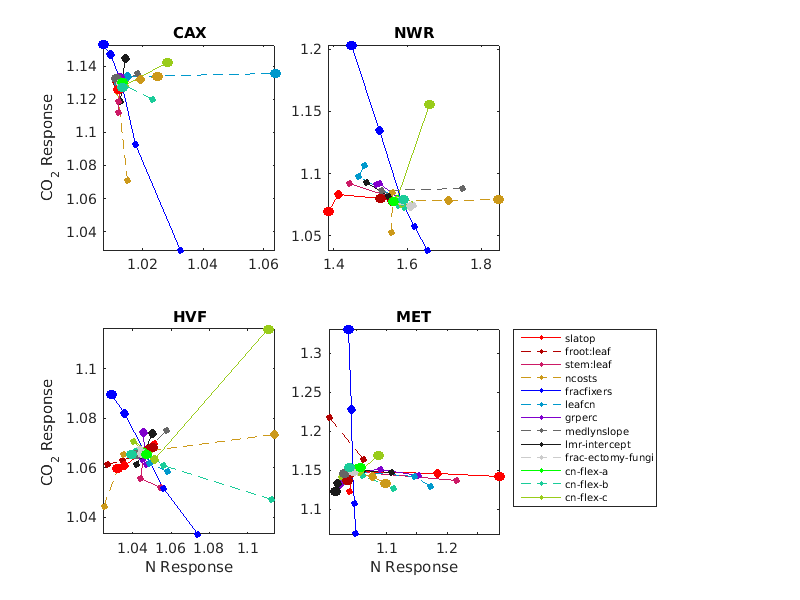 CAX
NWR
1.14
1.12
1.1
1.08
1.06
1.04
1.02
1.04
1.06
CO2 Response
1.2
1.15
1.1
1.05
1.4
1.6
1.8
HVF
MET
1.1
1.08
1.06
1.04
1.04
1.06
1.08
1.1
CO2 Response
N Response
1.3
1.25
1.2
1.15
1.1
1.1
1.2
N Response
slatop
froot:leaf
stem:leaf
ncosts
fracfixers
leafcn
grperc
medlynslope
lmr-intercept
frac-ectomy-fungi
cn-flex-a
cn-flex-b
cn-flex-c